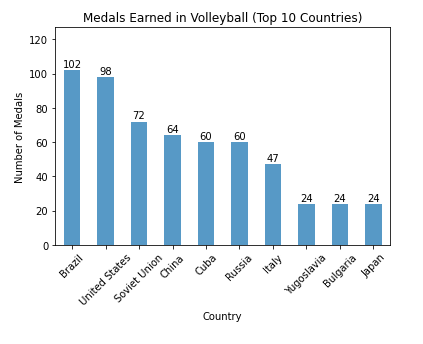 Medals Earned in Volleyball (Top 10 Countries)
120
100
80
60
40
20
0
Number of Medals
102
98
72
64
60
60
47
24
24
24
Brazil
United States
Soviet Union
China
Cuba
Russia
Italy
Yugoslavia
Bulgaria
Japan
Country